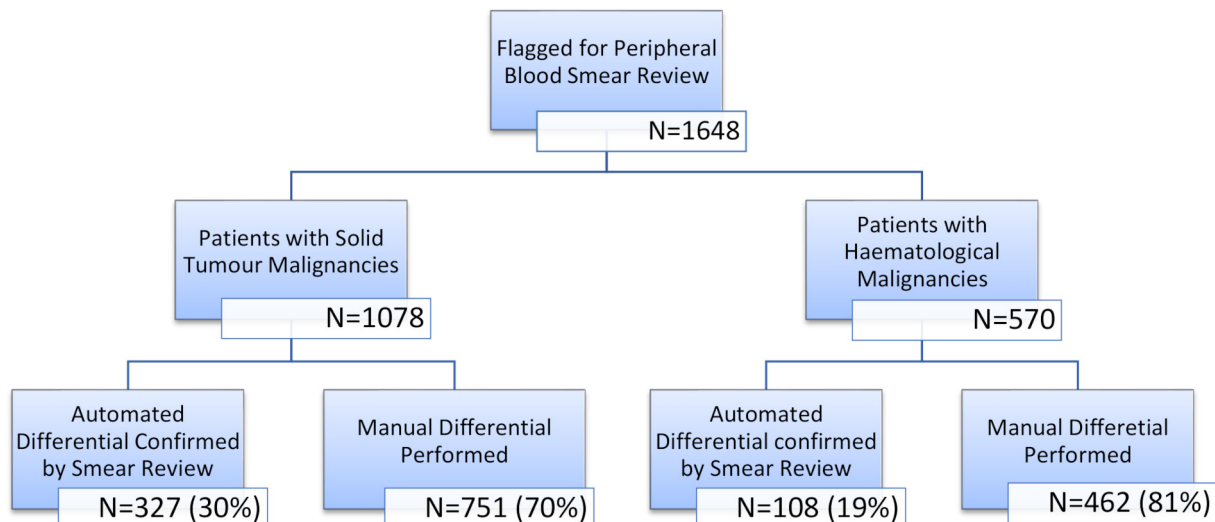 Flagged for Peripheral
Blood Smear Review
N=1648
Patients with Solid
Tumour Malignancies
N=1078
Patients with
Haematological
Malignancies
N=570
Automated
Differential Confirmed
by Smear Review
N=327 (30%)
Manual Differential
Performed
N=751 (70%)
Automated
Differential confirmed
by Smear Review
N=108 (19%)
Manual Differetial
Performed
N=462 (81%)